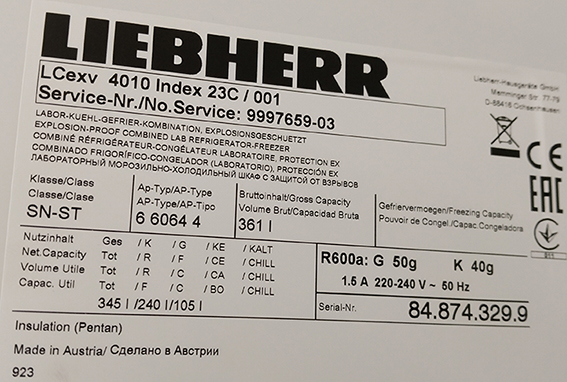 LIEBHERR
LCexv 4010 Index 23C / 001
Service-Nr./No.Service: 9997659-03
Liebherr-Hausgeräte GmbH
Memminger Str. 77-79
D-88416 Ochsenhausen
LABOR-KUEHL-GEFRIER-KOMBINATION, EXPLOSIONSGESCHUETZT
EXPLOSION-PROOF COMBINED LAB REFRIGERATOR-FREEZER
COMBINÉ RÉFRIGÉRATEUR-CONGÉLATEUR LABORATOIRE, PROTECTION EX
COMBINADO FRIGORÍFICO-CONGELADOR (LABORATORIO), PROTECCIÓN EX
ЛАБОРАТОРНЫЙ МОРОЗИЛЬНО-ХОЛОДИЛЬНЫЙ ШКАФ С ЗАЩИТОЙ ОТ ВЗРЫВОВ
CE
EAC
011
Klasse/Class
Clase/Classe
SN-ST
Ap-Typ/AP-Type
AP-Type/AP-Tipo
6 6064 4
Bruttoinhalt/Gross Capacity
Volume Brut/Capacidad Bruta
361 l
Gefriervermoegen/Freezing Capacity
Pouvoir de Congel./Capac.Congeladora
Nutzinhalt Ges / K / G / KE / KALT
Net.Capacity Tot / R / F / CE / CHILL
Volume Utile Tot / R / C / CA / CHILL
Capac. Util Tot / F / C / BO / CHILL
345 l /240 l /105 l
R600a: G 50g K 40g
1.5 A 220-240 V ~ 50 Hz
Serial-Nr. 84.874.329.9
Insulation (Pentan)
Made in Austria/ Сделано в Австрии
923